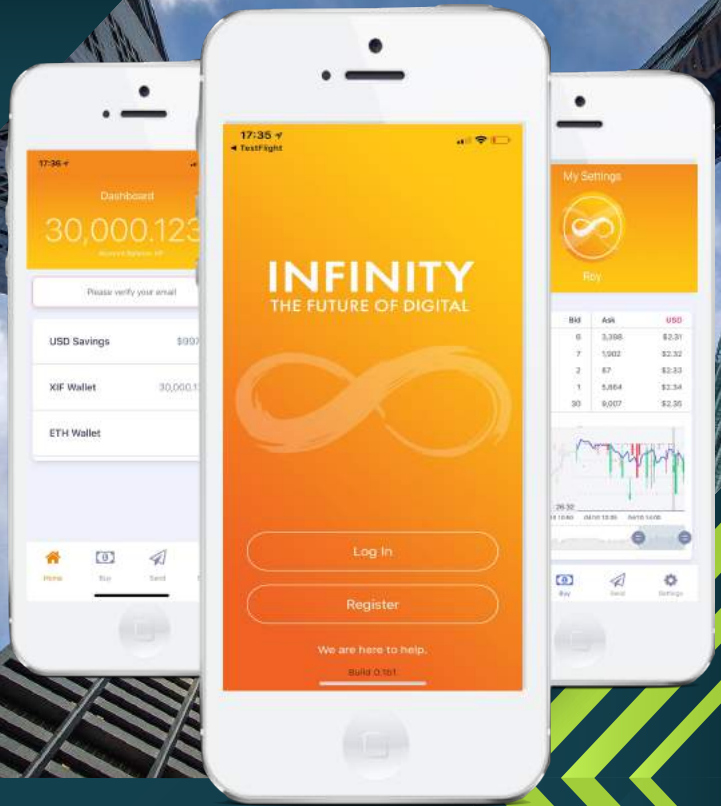 17:36
Dashboard
30,000.123
Please verify your email
USD Savings
XIF Wallet
30,000.1
ETH Wallet
Home
Buy
Send
17:35
TestFlight
INFINITY
THE FUTURE OF DIGITAL
Log In
Register
We are here to help.
Build 0.1b1
My Settings
Roy
Bid Ask USD
6 3,398 $2.31
7 1,902 $2.32
2 67 $2.33
1 5,664 $2.34
30 9,007 $2.35
26.32
Buy
Send
Settings